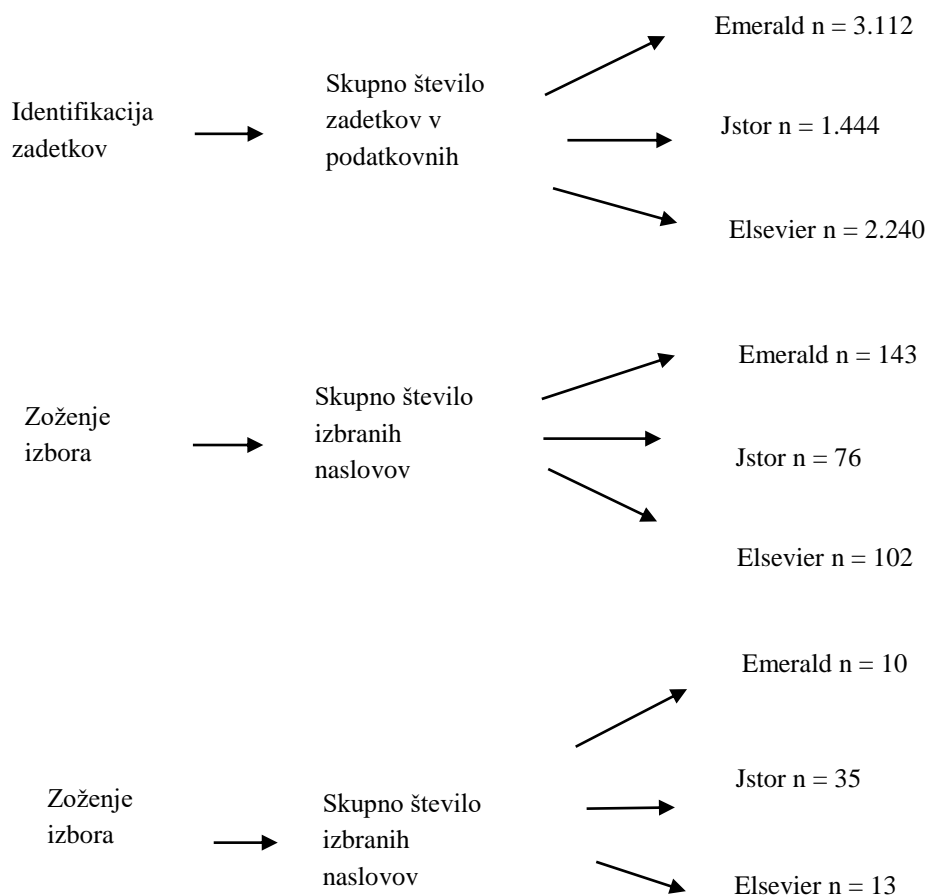 Identifikacija
zadetkov
Skupno število
zadetkov v
podatkovnih
Emerald n = 3.112
Jstor n = 1.444
Elsevier n = 2.240
Zoženje
izbora
Skupno število
izbranih
naslovov
Emerald n = 143
Jstor n = 76
Elsevier n = 102
Zoženje
izbora
Skupno število
izbranih
naslovov
Emerald n = 10
Jstor n = 35
Elsevier n = 13